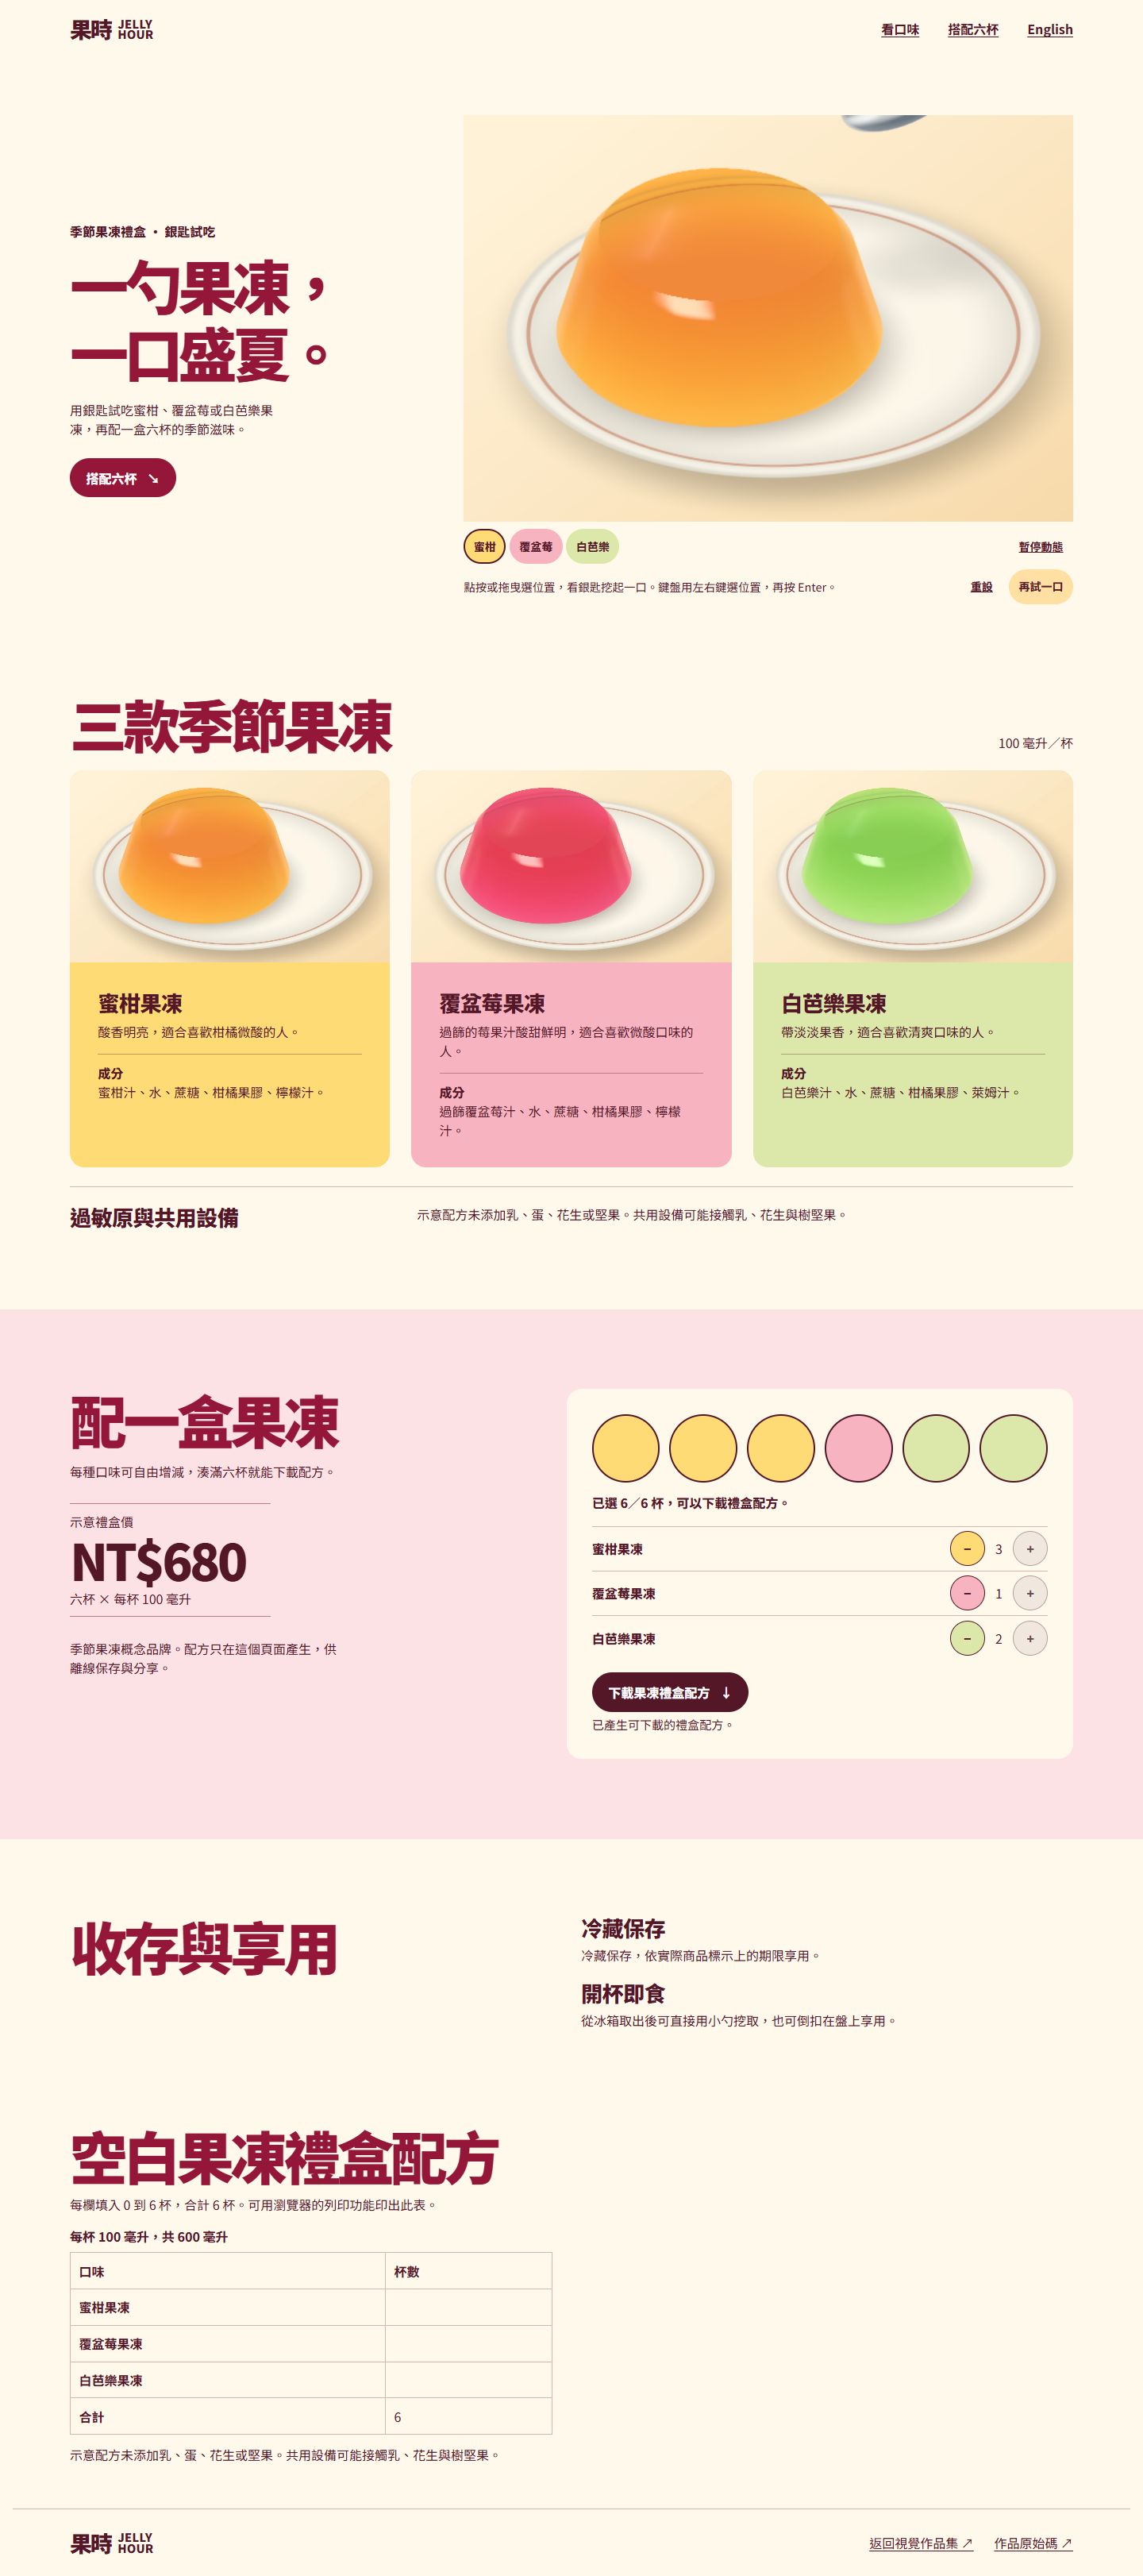 果時 JELLY HOUR
看口味 搭配六杯 English
季節果凍禮盒 · 銀匙試吃
一勺果凍，
一口盛夏。
用銀匙試吃蜜柑、覆盆莓或白芭樂果
凍，再配一盒六杯的季節滋味。
搭配六杯 ↘
蜜柑 覆盆莓 白芭樂 暫停動態
點按或拖曳選位置，看銀匙挖起一口。鍵盤用左右鍵選位置，再按 Enter。 重設 再試一口
三款季節果凍
100 毫升／杯
蜜柑果凍
酸香明亮，適合喜歡柑橘微酸的人。
成分
蜜柑汁、水、蔗糖、柑橘果膠、檸檬汁。
覆盆莓果凍
過篩的莓果汁酸甜鮮明，適合喜歡微酸口味的
人。
成分
過篩覆盆莓汁、水、蔗糖、柑橘果膠、檸檬
汁。
白芭樂果凍
帶淡淡果香，適合喜歡清爽口味的人。
成分
白芭樂汁、水、蔗糖、柑橘果膠、萊姆汁。
過敏原與共用設備
示意配方未添加乳、蛋、花生或堅果。共用設備可能接觸乳、花生與樹堅果。
配一盒果凍
每種口味可自由增減，湊滿六杯就能下載配方。
示意禮盒價
NT$680
六杯 × 每杯 100 毫升
季節果凍概念品牌。配方只在這個頁面產生，供
離線保存與分享。
已選 6／6 杯，可以下載禮盒配方。
蜜柑果凍 − 3 +
覆盆莓果凍 − 1 +
白芭樂果凍 − 2 +
下載果凍禮盒配方 ↓
已產生可下載的禮盒配方。
收存與享用
冷藏保存
冷藏保存，依實際商品標示上的期限享用。
開杯即食
從冰箱取出後可直接用小勺挖取，也可倒扣在盤上享用。
空白果凍禮盒配方
每欄填入 0 到 6 杯，合計 6 杯。可用瀏覽器的列印功能印出此表。
每杯 100 毫升，共 600 毫升
口味 杯數
蜜柑果凍
覆盆莓果凍
白芭樂果凍
合計 6
示意配方未添加乳、蛋、花生或堅果。共用設備可能接觸乳、花生與樹堅果。
果時 JELLY HOUR
返回視覺作品集 ↗ 作品原始碼 ↗